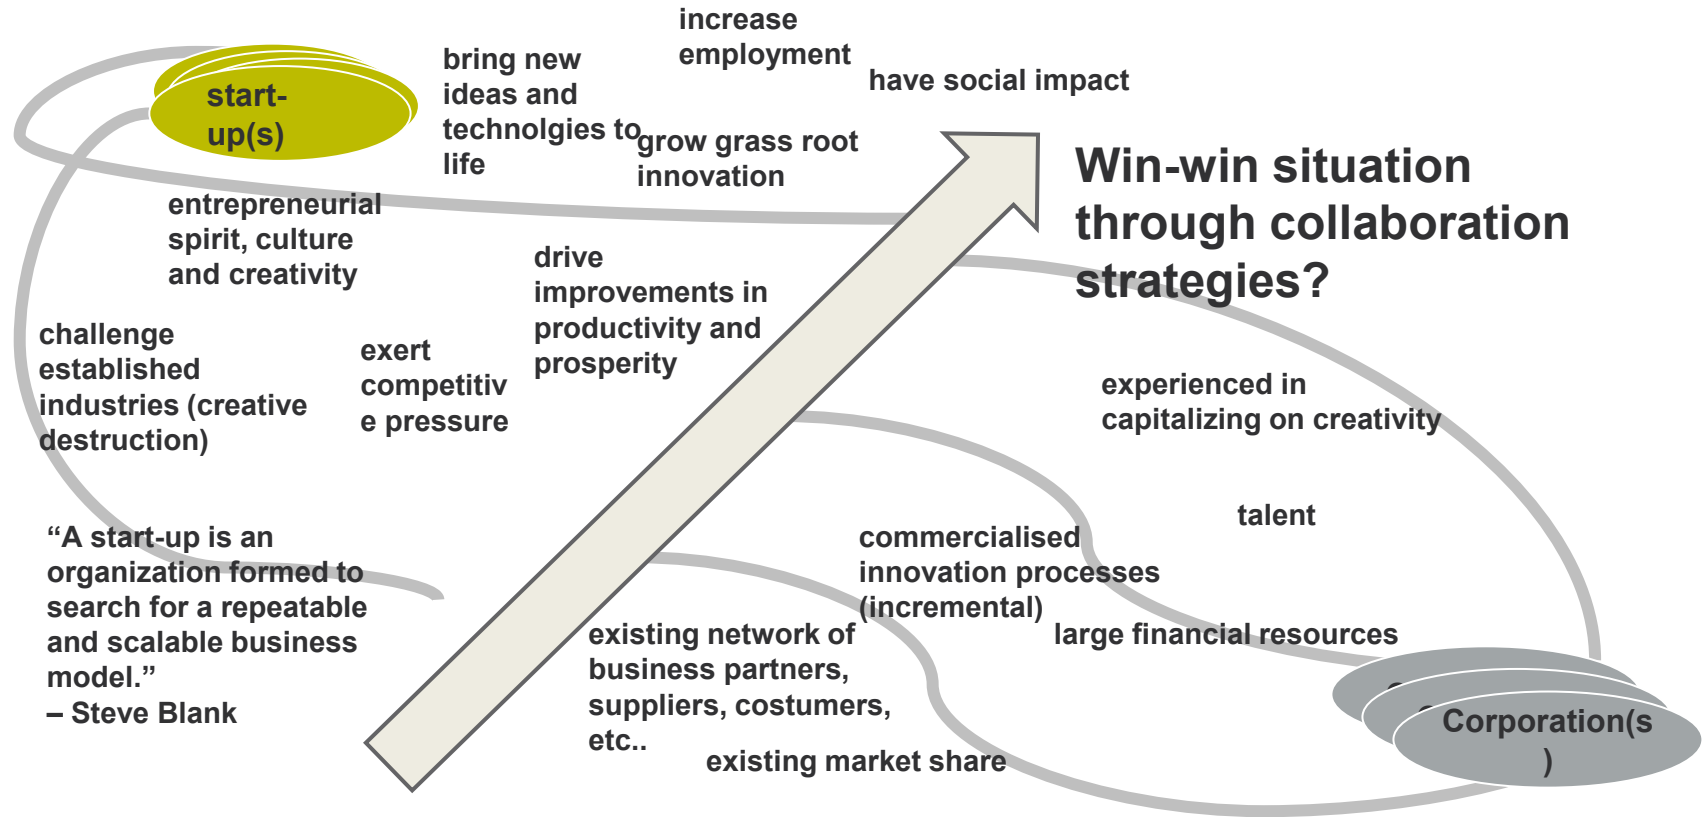 increase
employment
bring new
ideas and
technolgies to
life
have social impact
start-
up(s)
grow grass root
innovation
Win-win situation
through collaboration
strategies?
entrepreneurial
spirit, culture
and creativity
drive
improvements in
productivity and
prosperity
challenge
established
industries (creative
destruction)
exert
competitiv
e pressure
experienced in
capitalizing on creativity
talent
“A start-up is an
organization formed to
search for a repeatable
and scalable business
model.”
– Steve Blank
commercialised
innovation processes
(incremental)
large financial resources
existing network of
business partners,
suppliers, costumers,
etc..
existing market share
Corporation(s
)